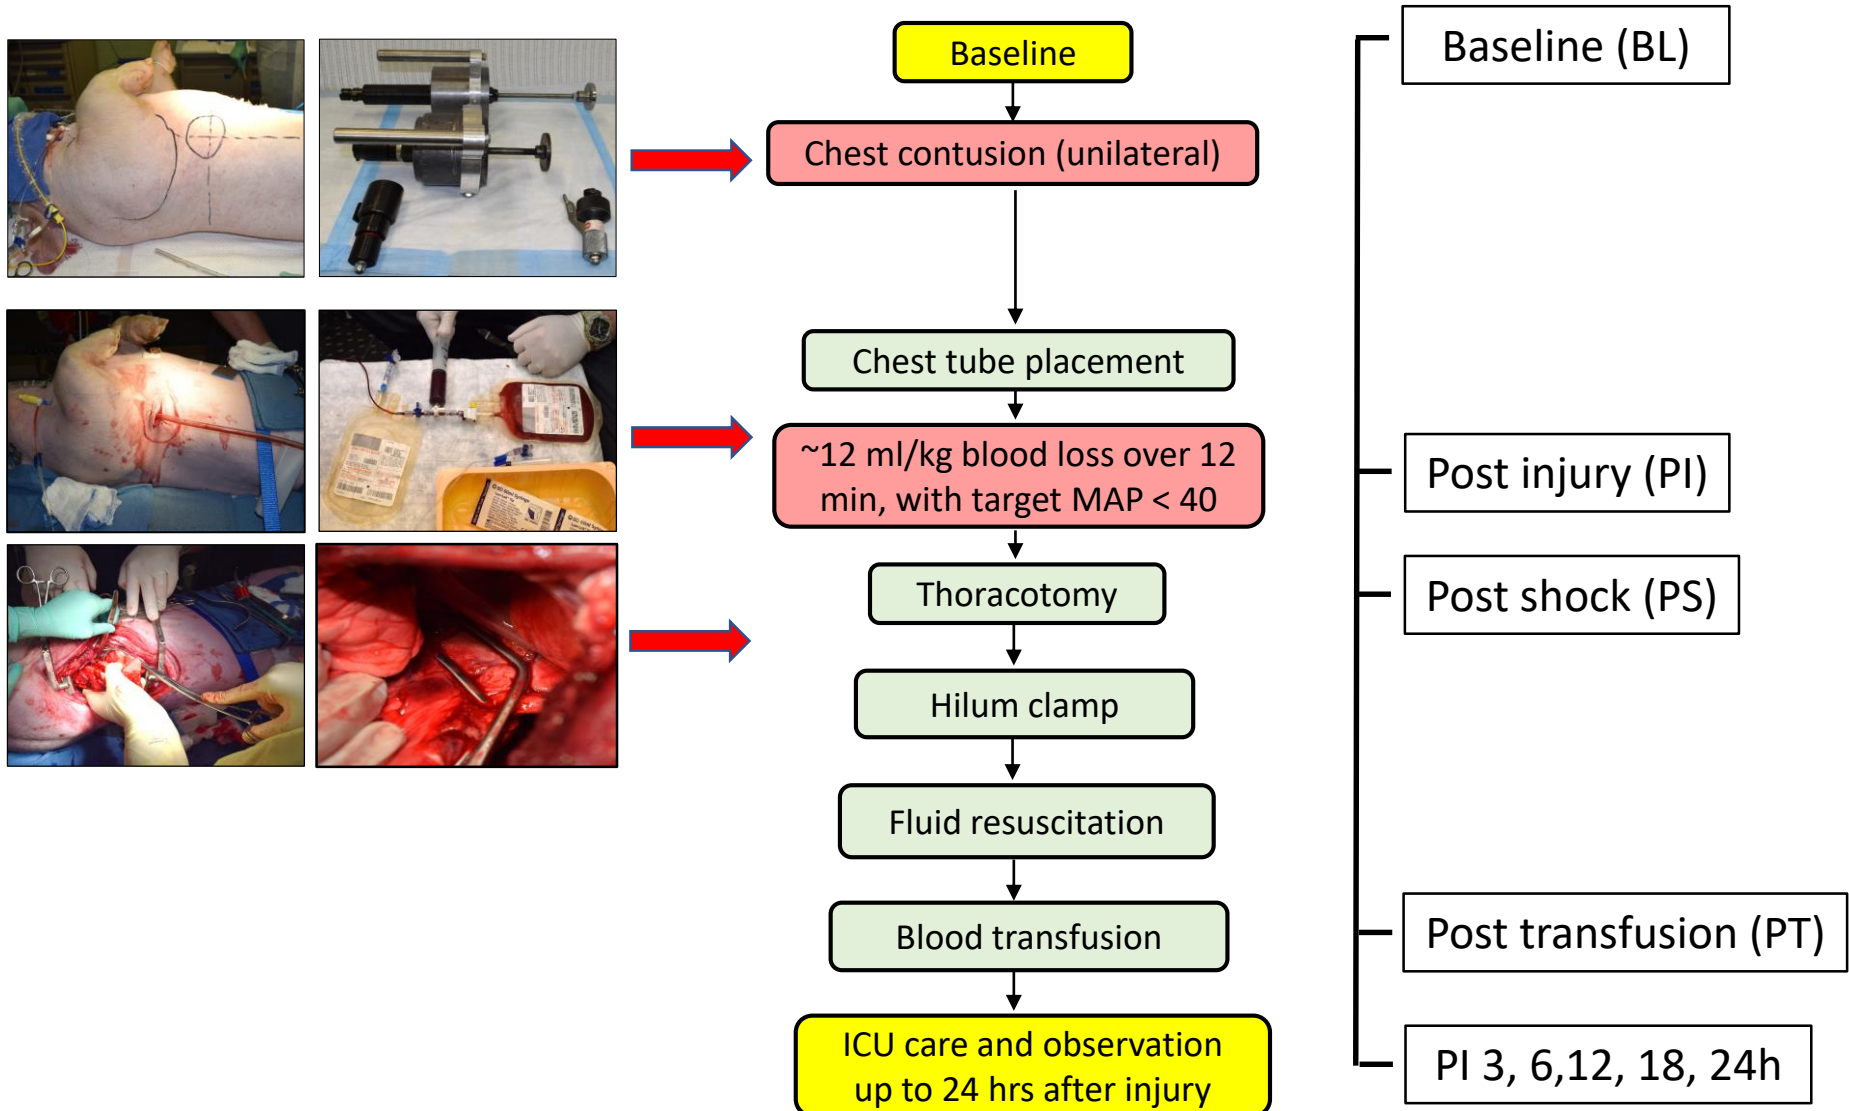 Baseline
Chest contusion (unilateral)
Chest tube placement
~12 ml/kg blood loss over 12
min, with target MAP < 40
Thoracotomy
Hilum clamp
Fluid resuscitation
Blood transfusion
ICU care and observation
up to 24 hrs after injury
Baseline (BL)
Post injury (PI)
Post shock (PS)
Post transfusion (PT)
PI 3, 6,12, 18, 24h